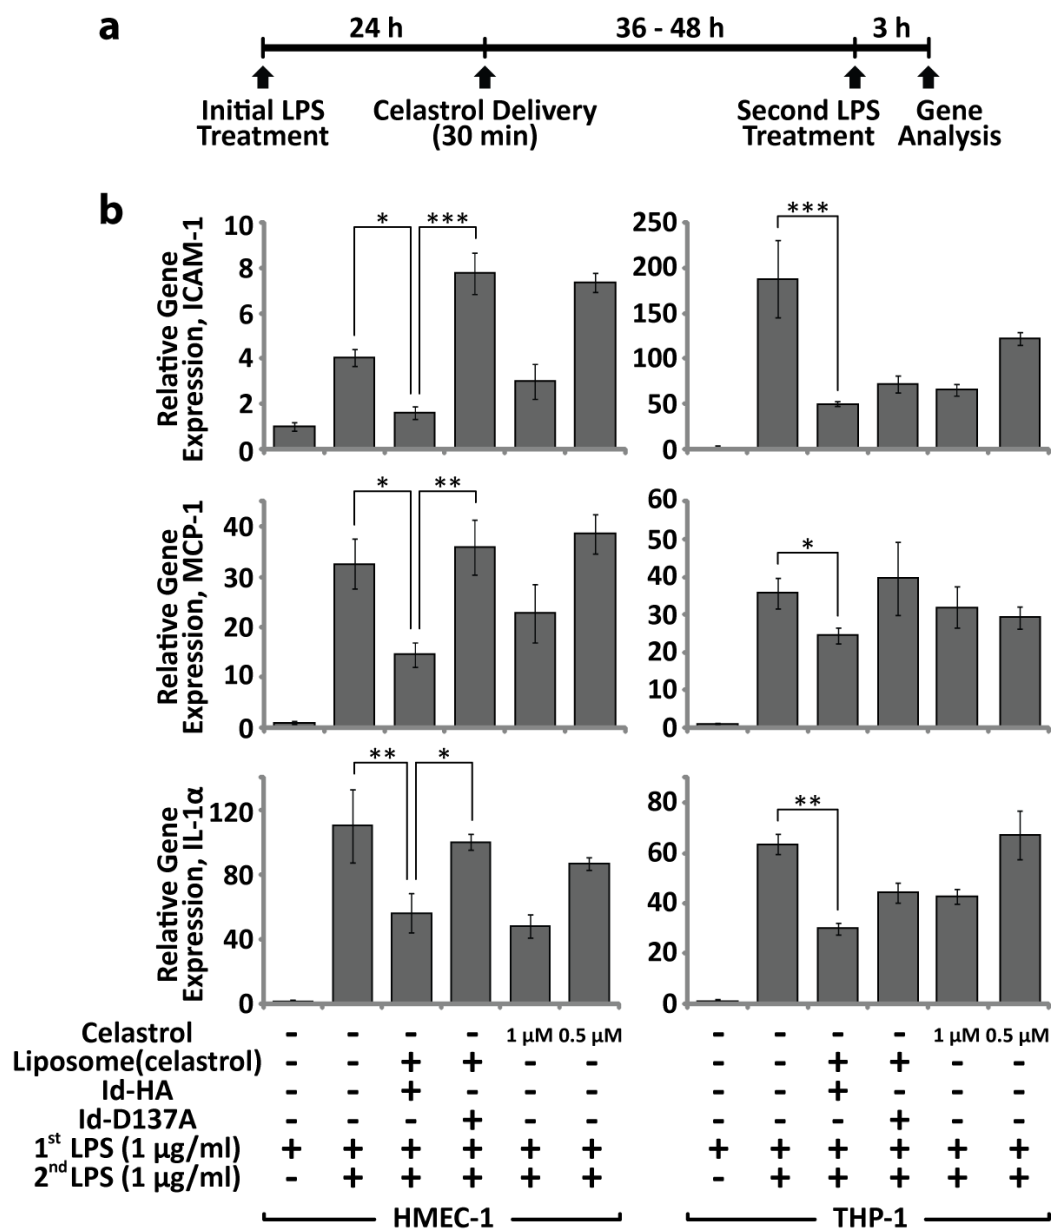 a
24 h
36 - 48 h
3 h
Initial LPS
Treatment
Celastrol Delivery
(30 min)
Second LPS
Treatment
Gene
Analysis
b
Relative Gene
Expression, ICAM-1
10
8
6
4
2
0
* ***
250
200
150
100
50
0
***
Relative Gene
Expression, MCP-1
40
30
20
10
0
* **
60
50
40
30
20
10
0
*
Relative Gene
Expression, IL-1α
120
80
40
0
** *
80
60
40
20
0
**
Celastrol - - - - 1 µM 0.5 µM - - - - 1 µM 0.5 µM
Liposome(celastrol) - - + + - - - - + + - -
Id-HA - - + - - - - - + - - -
Id-D137A - - - + - - - - - + - -
1st LPS (1 µg/ml) + + + + + + + + + + + +
2nd LPS (1 µg/ml) - + + + + + - + + + + +
HMEC-1 THP-1